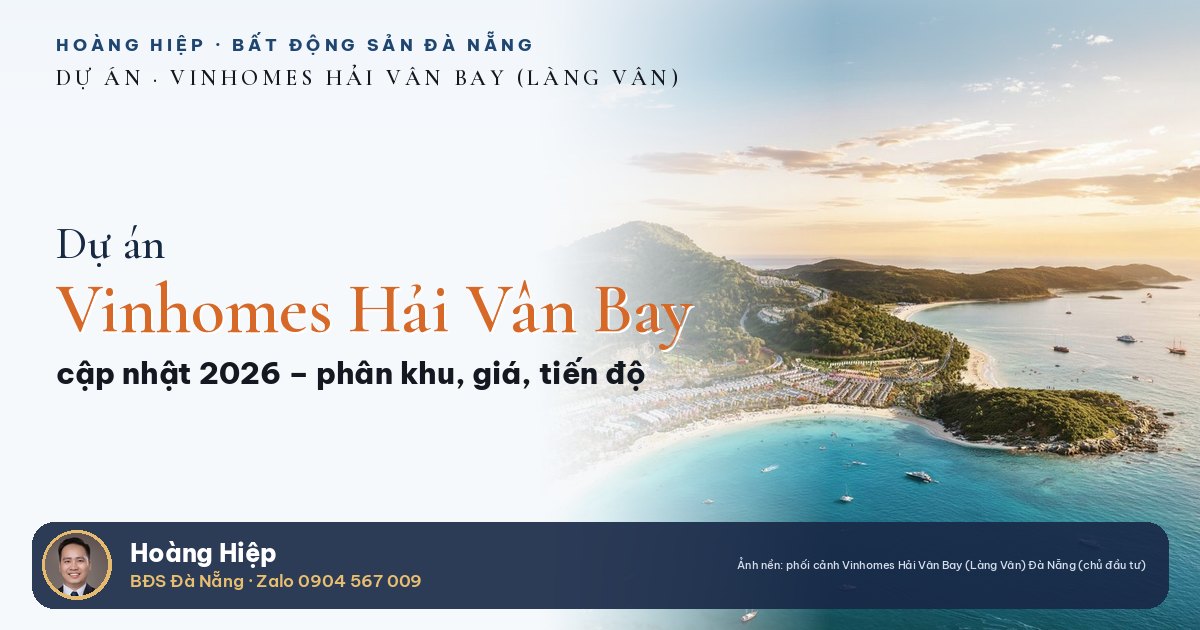 HOÀNG HIỆP · BẤT ĐỘNG SẢN ĐÀ NẴNG
DỰ ÁN · VINHOMES HẢI VÂN BAY (LÀNG VÂN)
Dự án
Vinhomes Hải Vân Bay
cập nhật 2026 – phân khu, giá, tiến độ
Hoàng Hiệp
BĐS Đà Nẵng · Zalo 0904 567 009
Ảnh nền: phối cảnh Vinhomes Hải Vân Bay (Làng Vân) Đà Nẵng (chủ đầu tư)